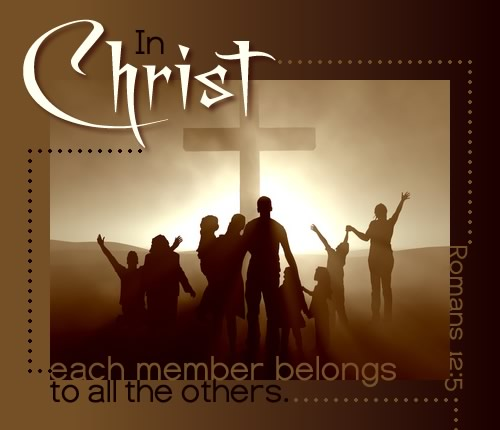 In
Christ
each member belongs
to all the others.
Romans 12:5